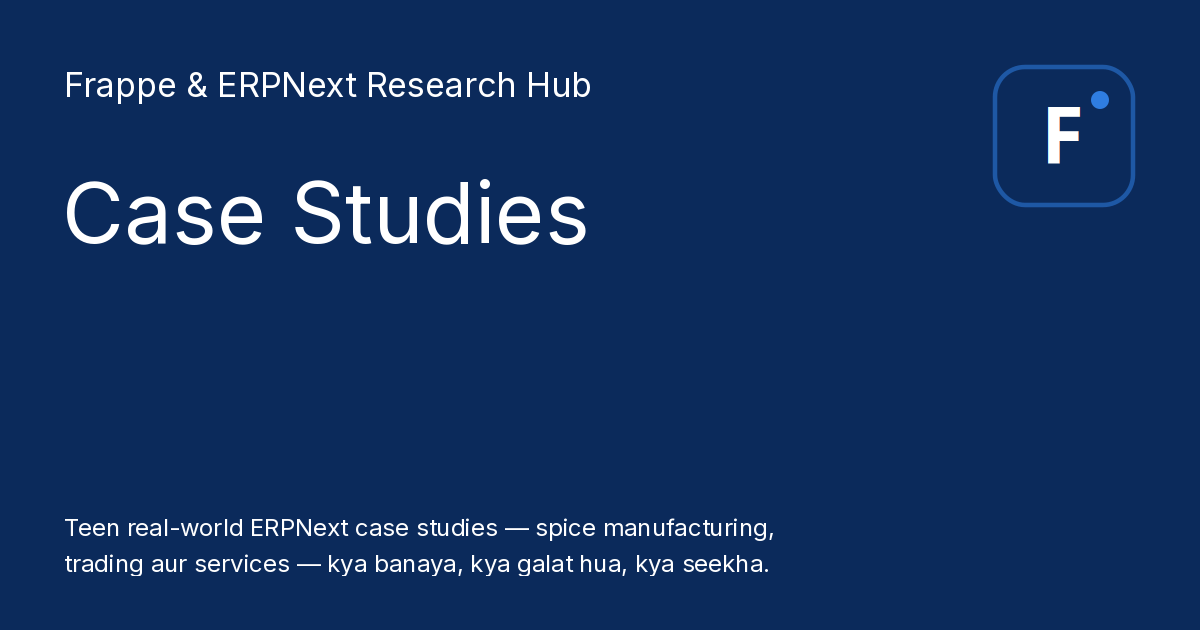 Frappe & ERPNext Research Hub
F
Case Studies
Teen real-world ERPNext case studies — spice manufacturing,
trading aur services — kya banaya, kya galat hua, kya seekha.